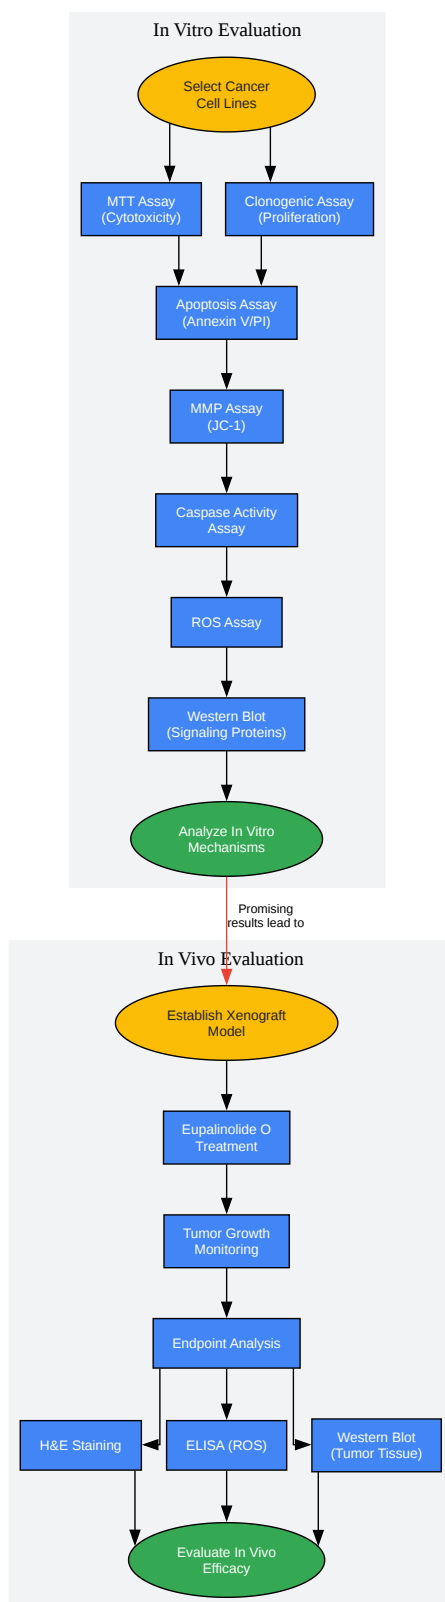 In Vitro Evaluation
Select Cancer
Cell Lines
MTT Assay
(Cytotoxicity)
Clonogenic Assay
(Proliferation)
Apoptosis Assay
(Annexin V/PI)
MMP Assay
(JC-1)
Caspase Activity
Assay
ROS Assay
Western Blot
(Signaling Proteins)
Analyze In Vitro
Mechanisms
Promising
results lead to
In Vivo Evaluation
Establish Xenograft
Model
Eupalinolide O
Treatment
Tumor Growth
Monitoring
Endpoint Analysis
H&E Staining
ELISA (ROS)
Western Blot
(Tumor Tissue)
Evaluate In Vivo
Efficacy